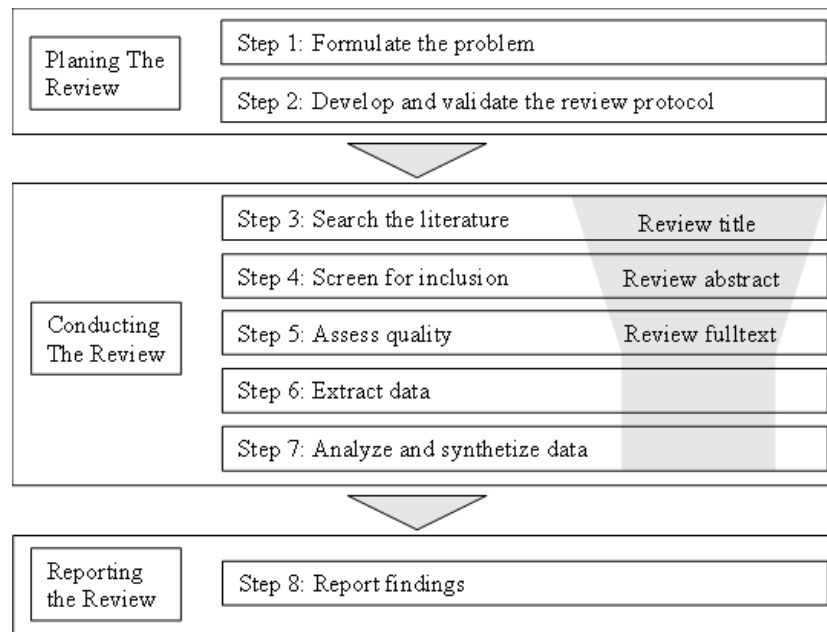 Planing The
Review
Step 1: Formulate the problem
Step 2: Develop and validate the review protocol
Conducting
The Review
Step 3: Search the literature
Review title
Step 4: Screen for inclusion
Review abstract
Step 5: Assess quality
Review fulltext
Step 6: Extract data
Step 7: Analyze and synthetize data
Reporting
the Review
Step 8: Report findings